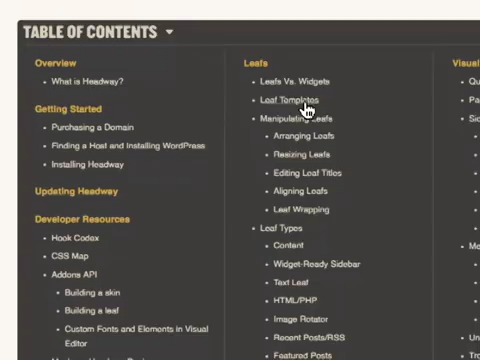 TABLE OF CONTENTS
Overview
What is Headway?
Getting Started
Purchasing a Domain
Finding a Host and Installing WordPress
Installing Headway
Updating Headway
Developer Resources
Hook Codex
CSS Map
Addons API
Building a skin
Building a leaf
Custom Fonts and Elements in Visual
Editor
Leafs
Leafs Vs. Widgets
Leaf Templates
Manipulating Leafs
Arranging Leafs
Resizing Leafs
Editing Leaf Titles
Aligning Leafs
Leaf Wrapping
Leaf Types
Content
Widget-Ready Sidebar
Text Leaf
HTML/PHP
Image Rotator
Recent Posts/RSS
Featured Posts
Visual